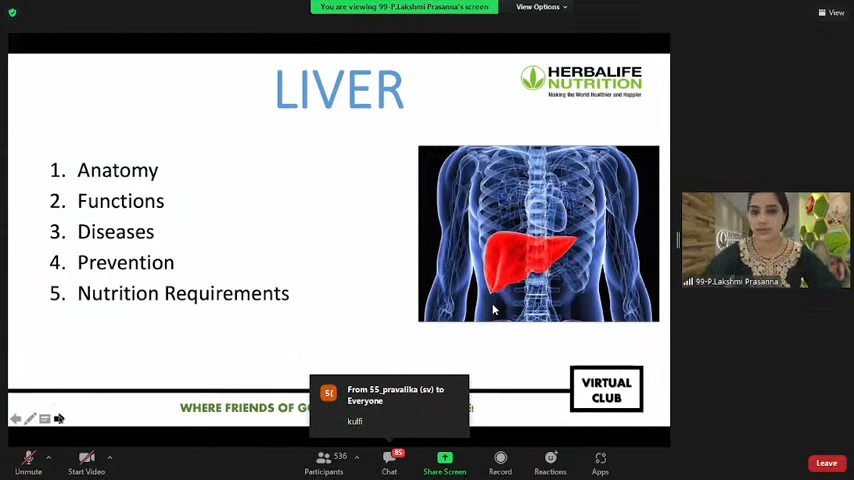 You are viewing 99-P.Lakshmi Prasanna's screen
View Options
View
LIVER
HERBALIFE
NUTRITION
Making the World Healthier and Happier
1. Anatomy
2. Functions
3. Diseases
4. Prevention
5. Nutrition Requirements
99-P.Lakshmi Prasanna
5(
From 55_pravalika (sv) to
Everyone
kulfi
WHERE FRIENDS OF
VIRTUAL
CLUB
Unmute
Start Video
536
Participants
85
Chat
Share Screen
Record
Reactions
Apps
Leave